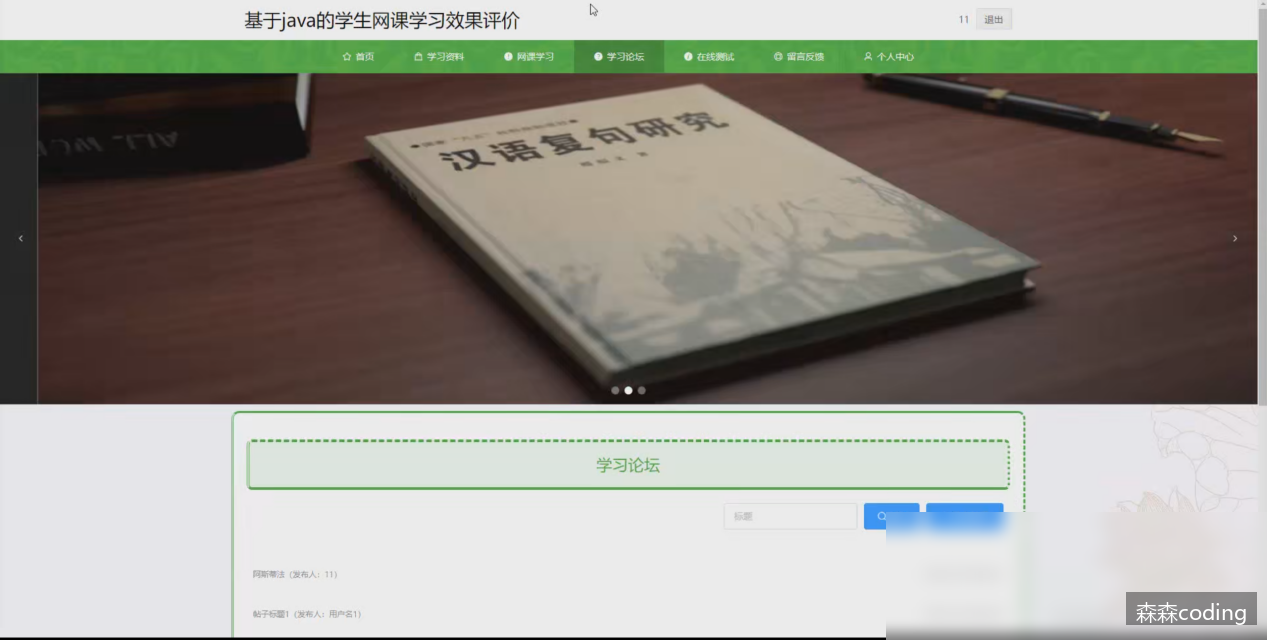 基于java的学生网课学习效果评价
11 退出
首页 学习资料 网课学习 学习论坛 在线测试 留言反馈 个人中心
汉语复句研究
学习论坛
标题
阿斯蒂法（发布人：11）
帖子标题1（发布人：用户名1）
森森coding